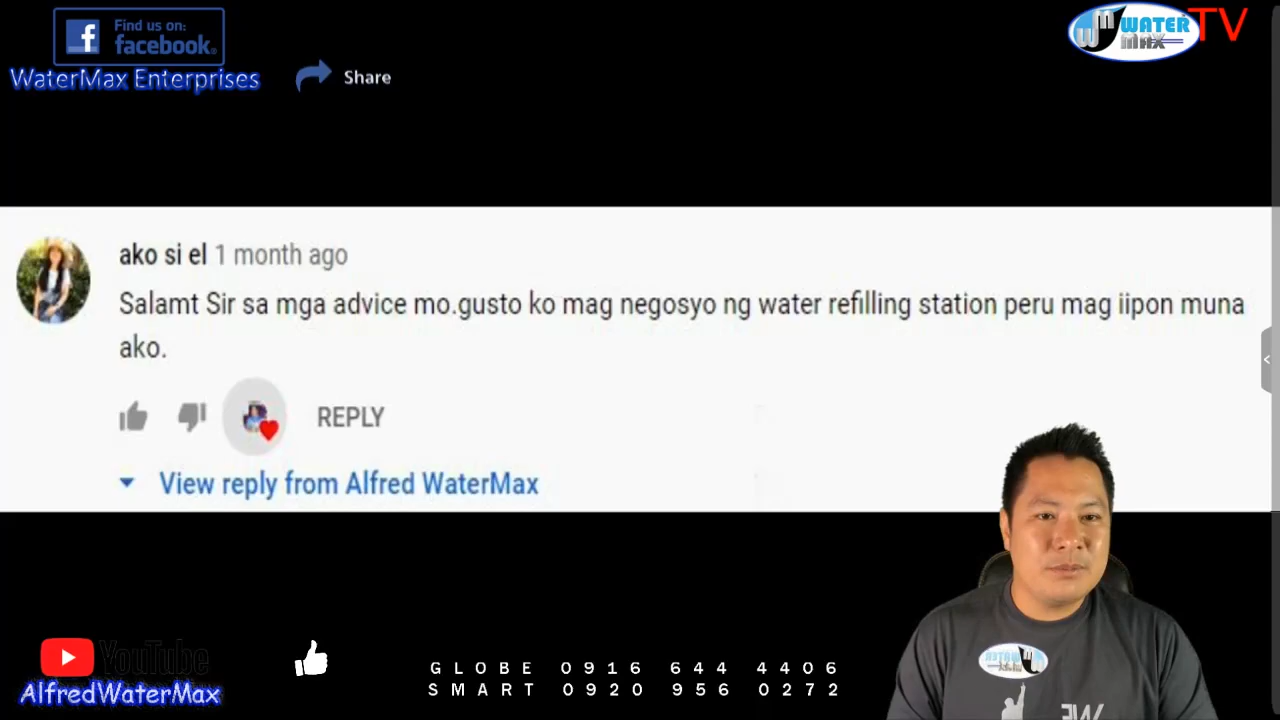 Find us on:
facebook®
WaterMax Enterprises
Share
WATER
MAX
TV
ako si el 1 month ago
Salamt Sir sa mga advice mo.gusto ko mag negosyo ng water refilling station peru mag iipon muna
ako.
REPLY
View reply from Alfred WaterMax
YouTube
AlfredWaterMax
GLOBE 0916 644 4406
SMART 0920 956 0272